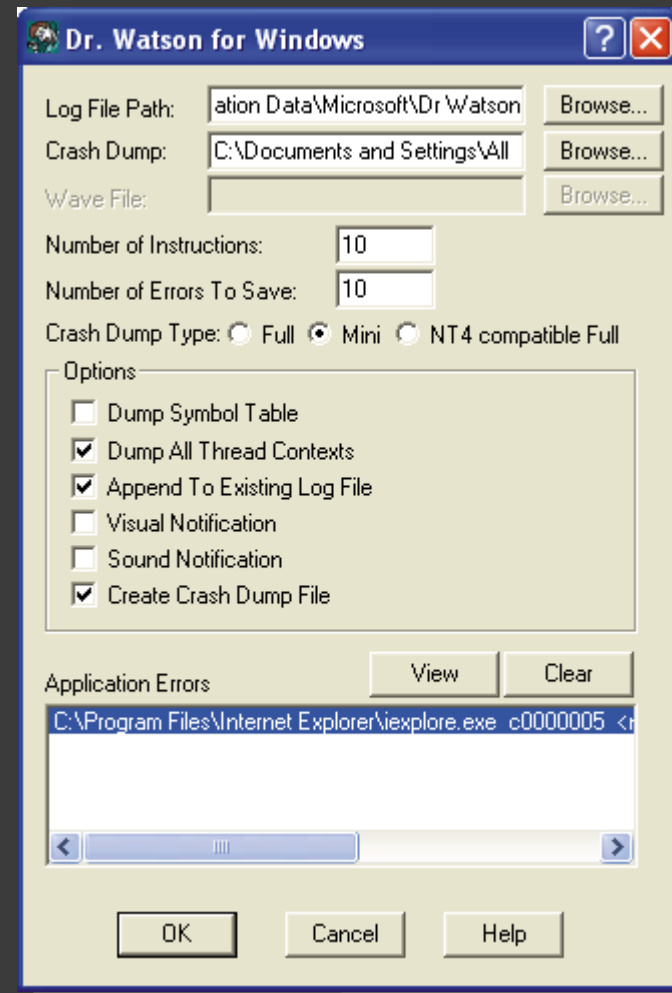 Dr. Watson for Windows
Log File Path: ation Data\Microsoft\Dr Watson Browse...
Crash Dump: C:\Documents and Settings\All Browse...
Wave File: Browse...
Number of Instructions: 10
Number of Errors To Save: 10
Crash Dump Type: Full Mini NT4 compatible Full
Options
Dump Symbol Table
Dump All Thread Contexts
Append To Existing Log File
Visual Notification
Sound Notification
Create Crash Dump File
Application Errors View Clear
C:\Program Files\Internet Explorer\iexplore.exe c0000005
OK Cancel Help